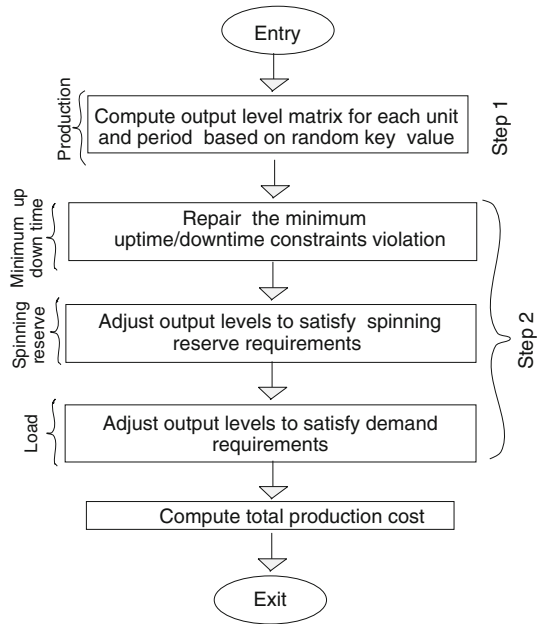 Entry
Production
Compute output level matrix for each unit
and period based on random key value
Step 1
Minimum up
down time
Repair the minimum
uptime/downtime constraints violation
Spinning
reserve
Adjust output levels to satisfy spinning
reserve requirements
Step 2
Load
Adjust output levels to satisfy demand
requirements
Compute total production cost
Exit